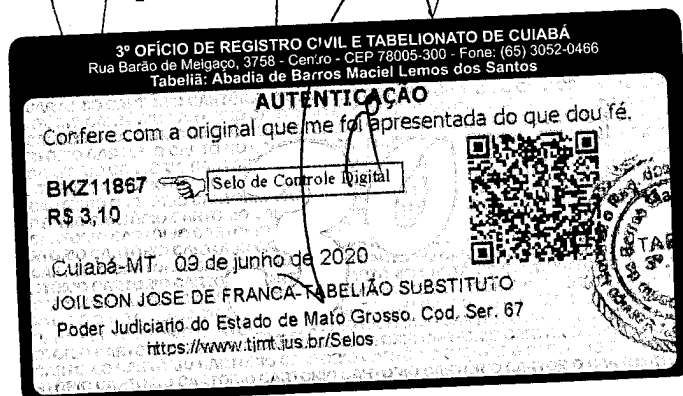 3º OFÍCIO DE REGISTRO CIVIL E TABELIONATO DE CUIABÁ
Rua Barão de Melgaço, 3758 - Centro - CEP 78005-300 - Fone: (65) 3052-0466
Tabeliã: Abadia de Barros Maciel Lemos dos Santos
AUTENTICAÇÃO
Confere com a original que me foi apresentada do que dou fé.
BKZ11867
Selo de Controle Digital
R$ 3,10
Cuiabá-MT, 09 de junho de 2020
JOILSON JOSE DE FRANCA-TABELIÃO SUBSTITUTO
Poder Judiciario do Estado de Mato Grosso. Cod. Ser. 67
https://www.tjmt.jus.br/Selos